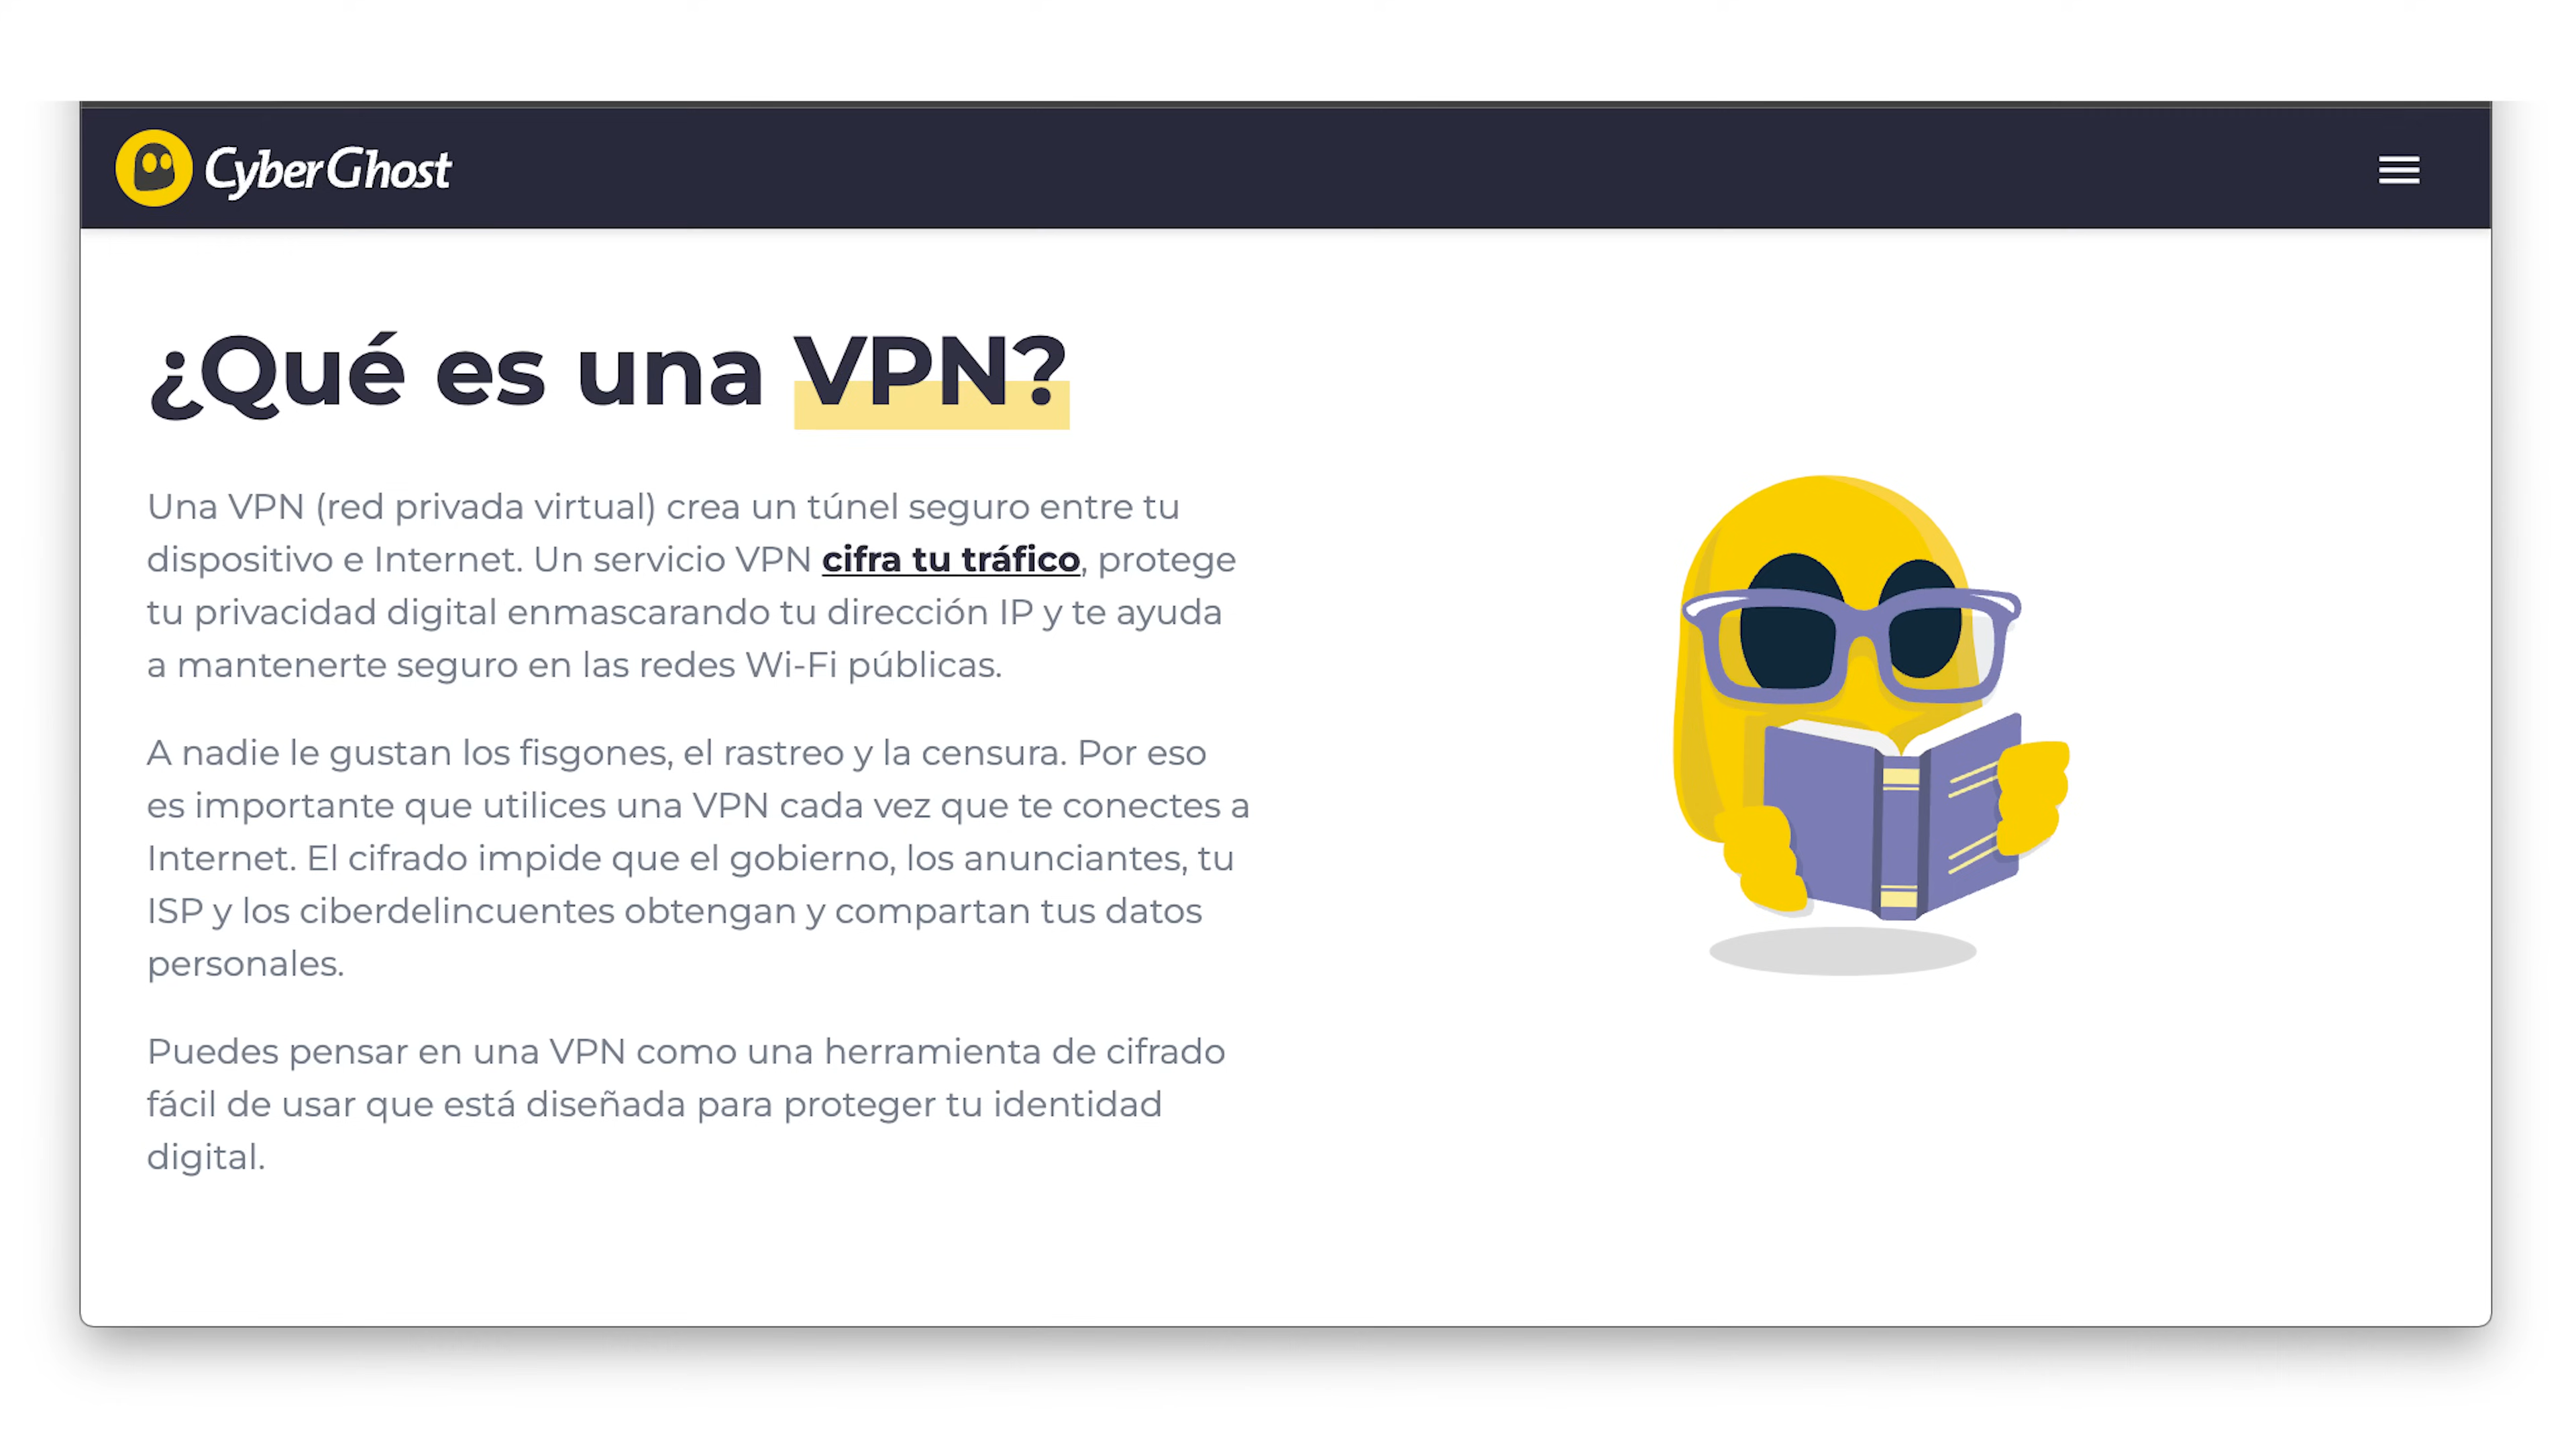 CyberGhost
¿Qué es una VPN?
Una VPN (red privada virtual) crea un túnel seguro entre tu
dispositivo e Internet. Un servicio VPN cifra tu tráfico, protege
tu privacidad digital enmascarando tu dirección IP y te ayuda
a mantenerte seguro en las redes Wi-Fi públicas.
A nadie le gustan los fisgones, el rastreo y la censura. Por eso
es importante que utilices una VPN cada vez que te conectes a
Internet. El cifrado impide que el gobierno, los anunciantes, tu
ISP y los ciberdelincuentes obtengan y compartan tus datos
personales.
Puedes pensar en una VPN como una herramienta de cifrado
fácil de usar que está diseñada para proteger tu identidad
digital.